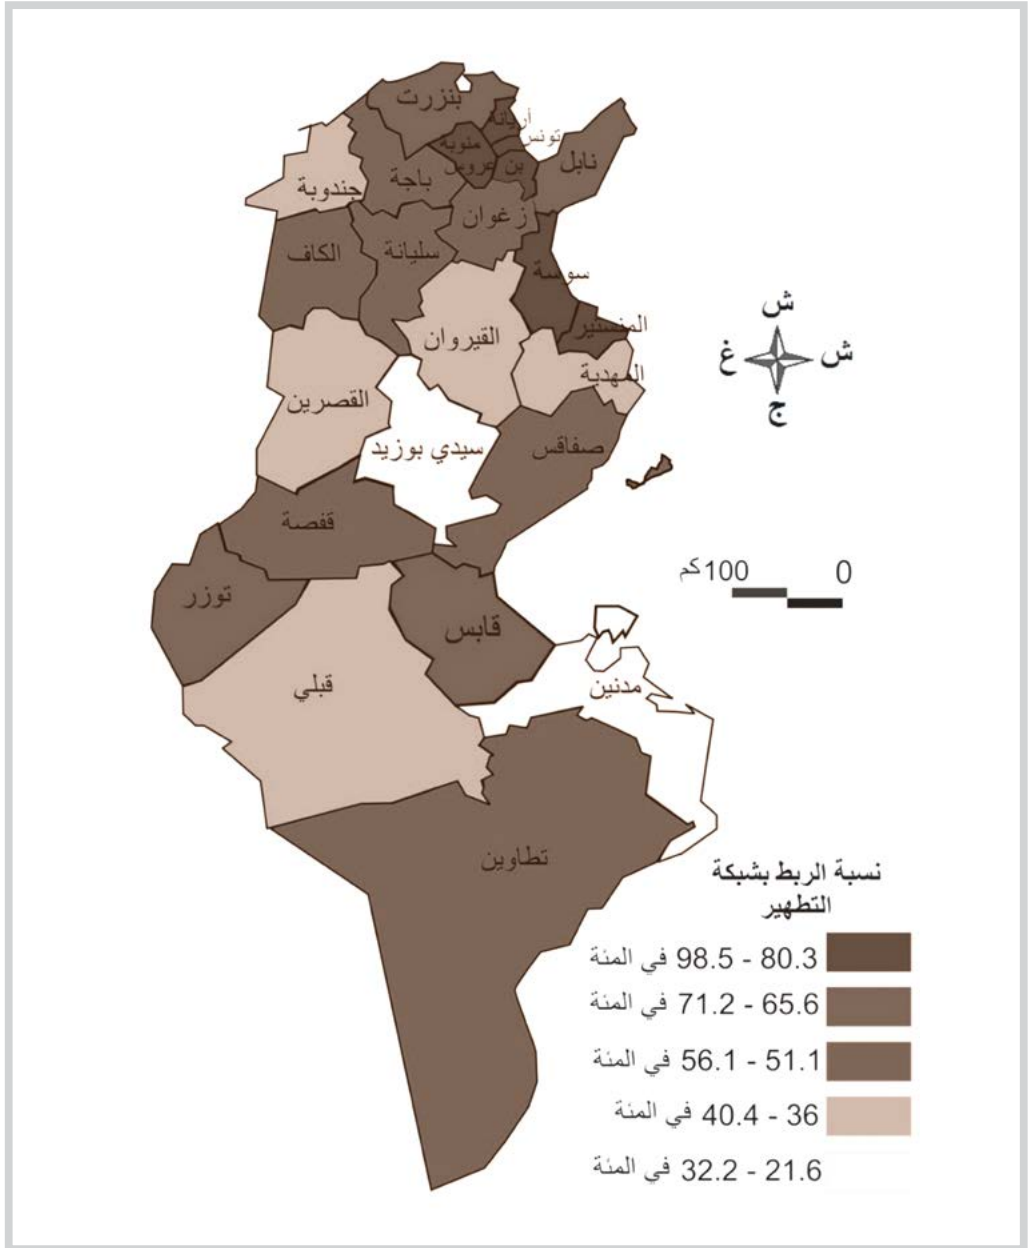 بنزرت
أريانة
تونس
منوبة
بن عروس
نابل
باجة
جندوبة
زغوان
سليانة
الكاف
سوسة
المنستير
القيروان
المهدية
القصرين
سيدي بوزيد
صفاقس
قفصة
توزر
قابس
قبلي
مدنين
تطاوين
ش
غ
ش
ج
100 كم
0
نسبة الربط بشبكة
التطهير
80.3 - 98.5 في المئة
65.6 - 71.2 في المئة
51.1 - 56.1 في المئة
36 - 40.4 في المئة
21.6 - 32.2 في المئة